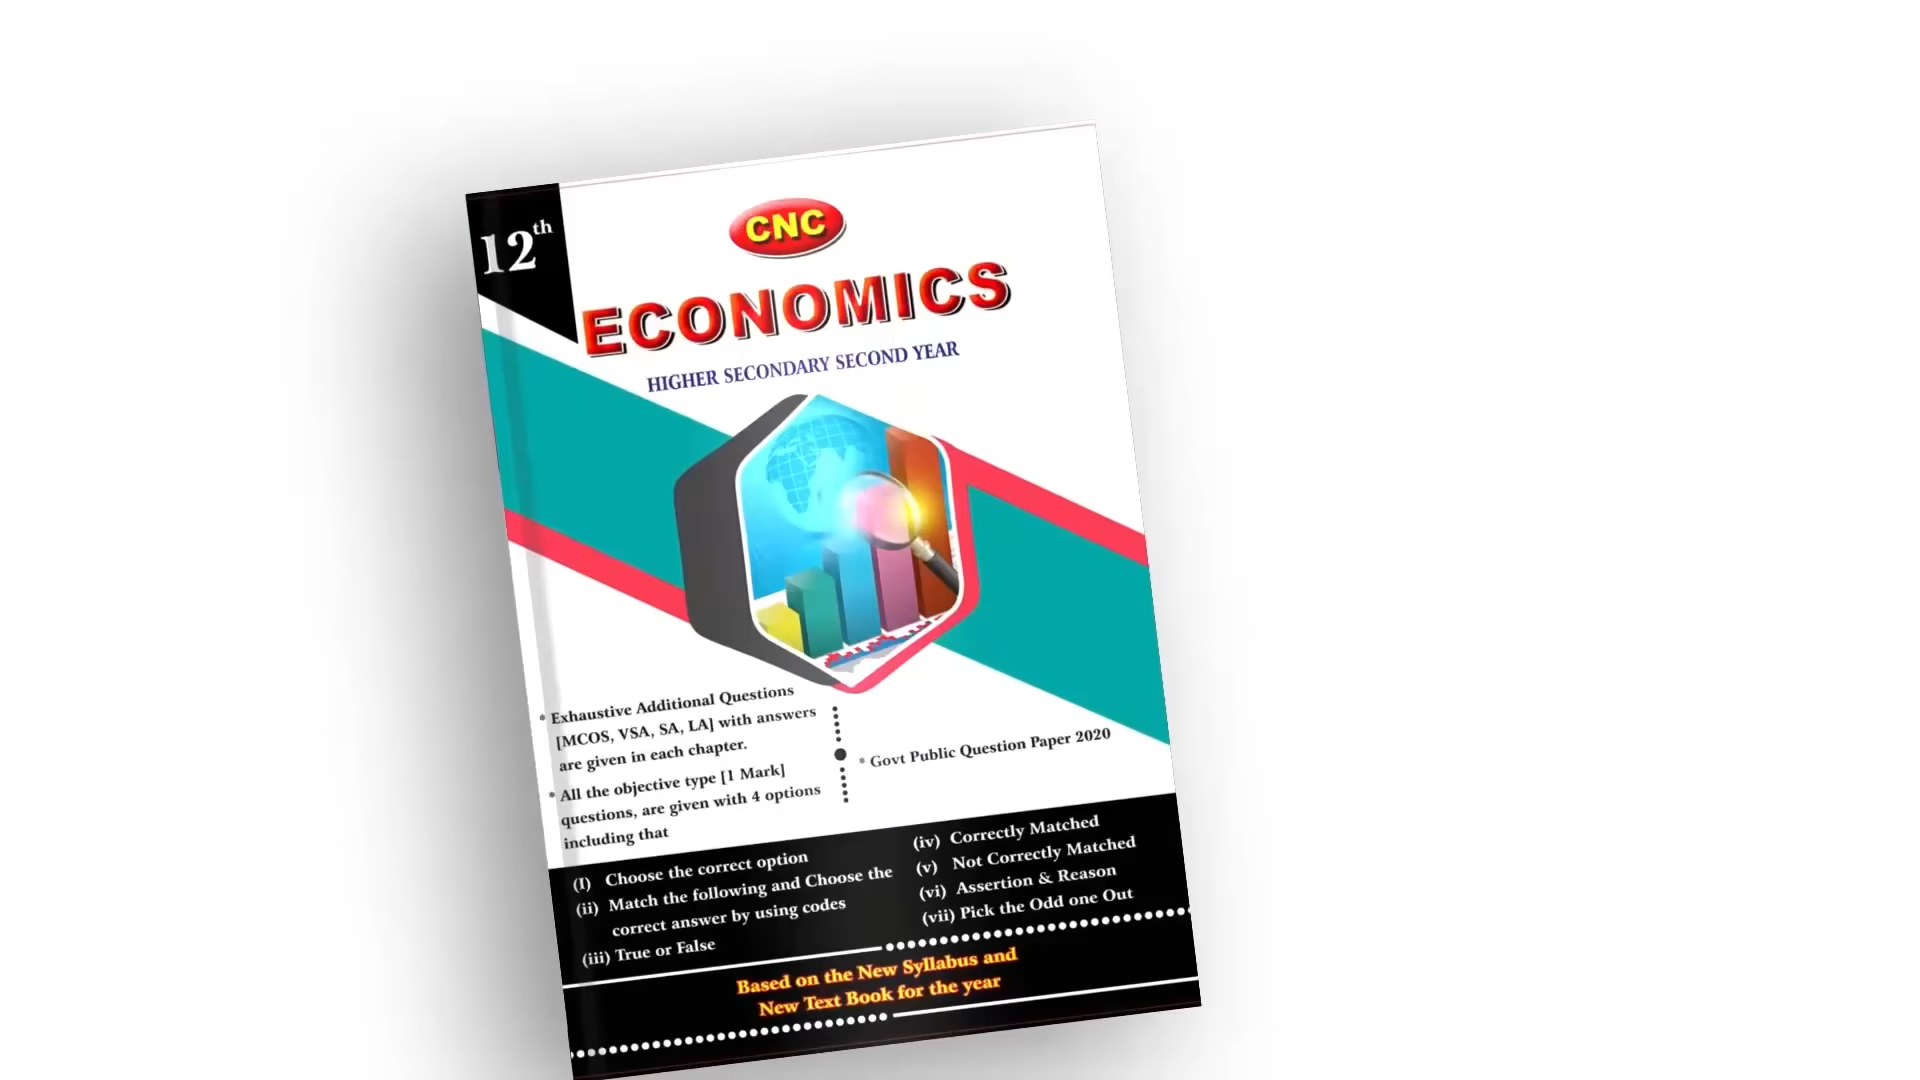 12th
CNC
ECONOMICS
HIGHER SECONDARY SECOND YEAR
* Exhaustive Additional Questions
[MCOS, VSA, SA, LA] with answers
are given in each chapter.
* All the objective type [1 Mark]
questions, are given with 4 options
including that
* Govt Public Question Paper 2020
(I) Choose the correct option
(ii) Match the following and Choose the
correct answer by using codes
(iii) True or False
(iv) Correctly Matched
(v) Not Correctly Matched
(vi) Assertion & Reason
(vii) Pick the Odd one Out
Based on the New Syllabus and
New Text Book for the year